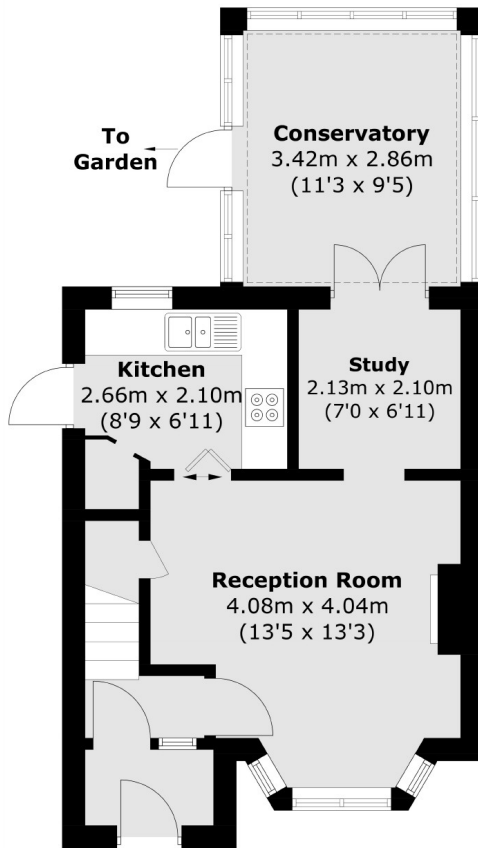 Conservatory
3.42m x 2.86m
(11'3 x 9'5)
To
Garden
Kitchen
2.66m x 2.10m
(8'9 x 6'11)
Study
2.13m x 2.10m
(7'0 x 6'11)
Reception Room
4.08m x 4.04m
(13'5 x 13'3)